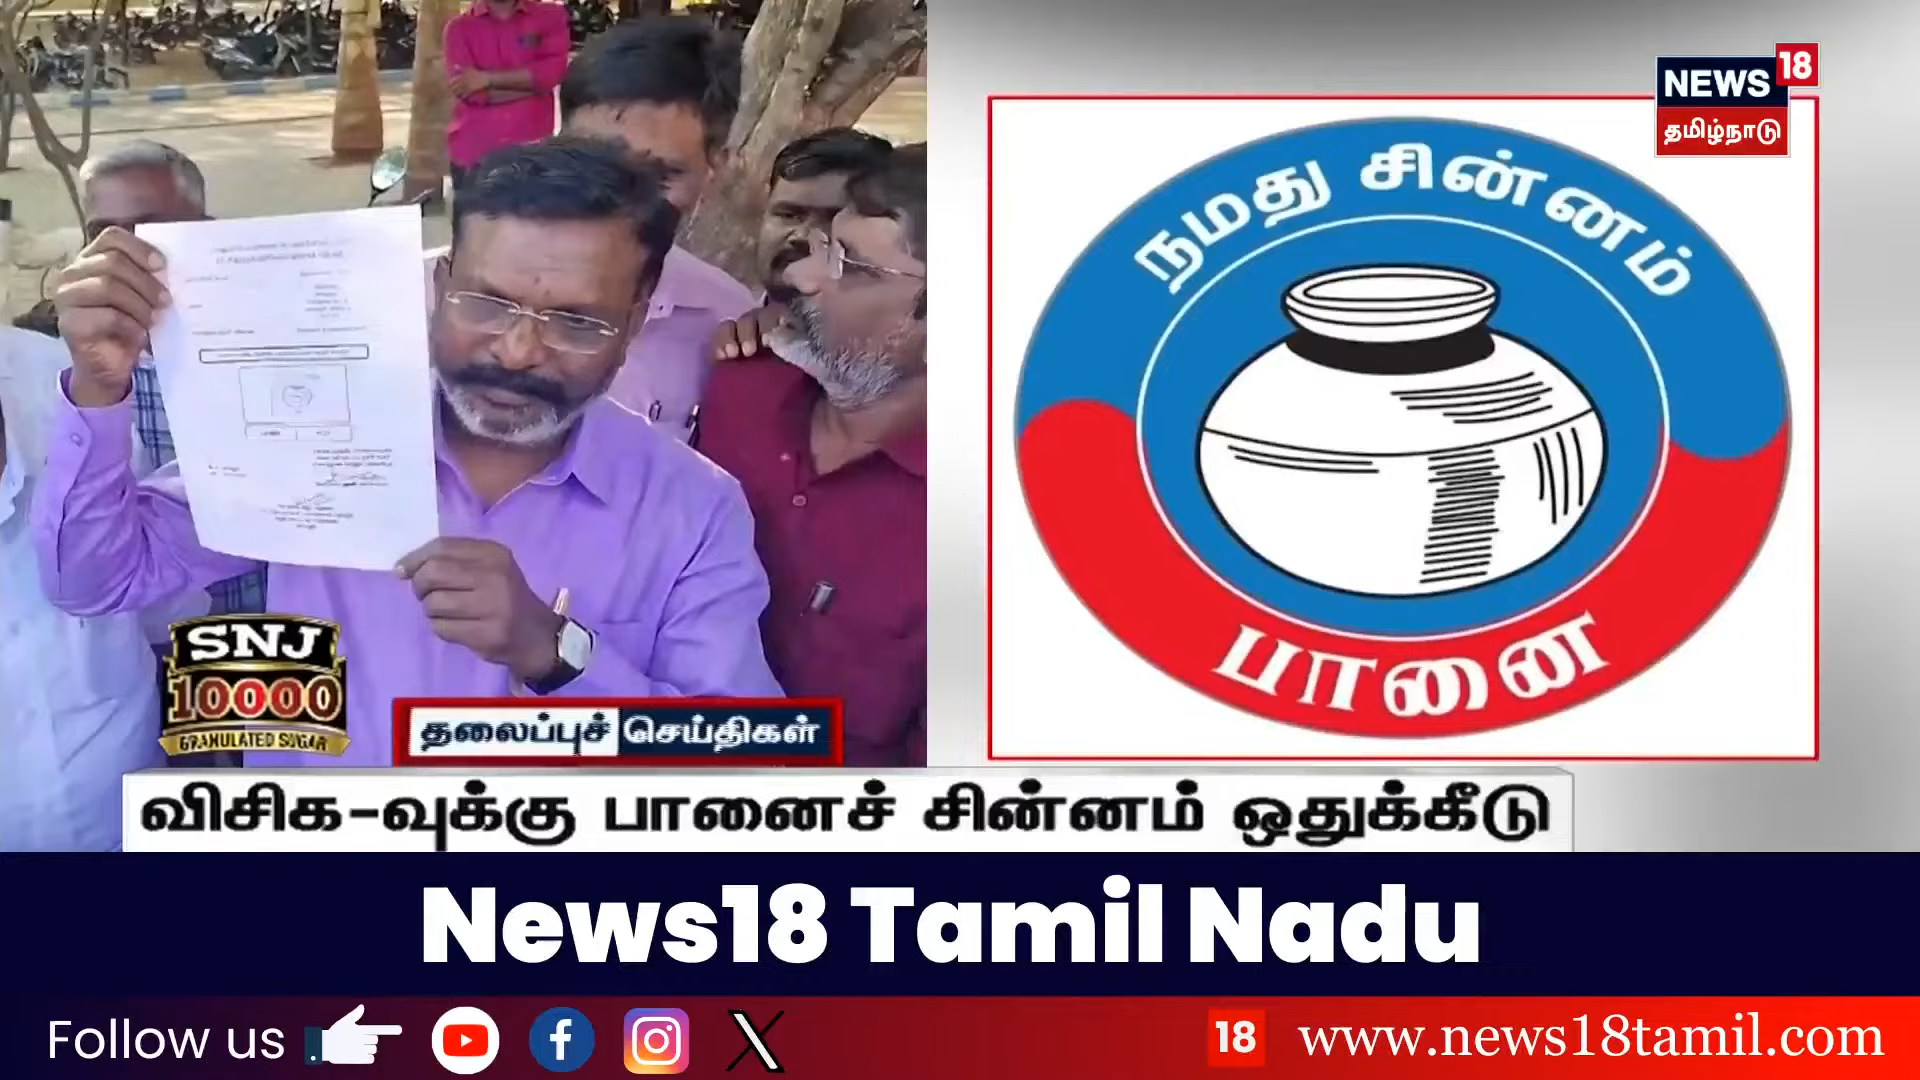 NEWS 18
தமிழ்நாடு
நமது சின்னம்
பானை
SNJ
10000
GRANULATED SUGAR
தலைப்புச் செய்திகள்
விசிக-வுக்கு பானைச் சின்னம் ஒதுக்கீடு
News18 Tamil Nadu
Follow us
18 www.news18tamil.com